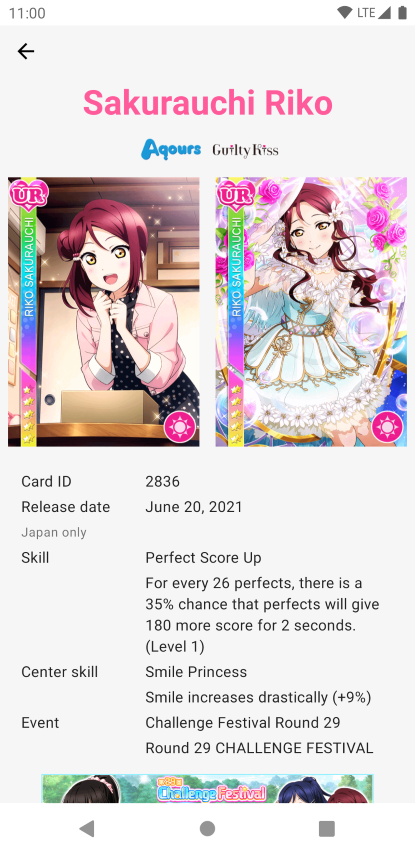 11:00
LTE
Sakurauchi Riko
Aqours
Guilty Kiss
UR
RIKO SAKURAUCHI
UR
RIKO SAKURAUCHI
Card ID
2836
Release date
June 20, 2021
Japan only
Skill
Perfect Score Up
For every 26 perfects, there is a
35% chance that perfects will give
180 more score for 2 seconds.
(Level 1)
Center skill
Smile Princess
Smile increases drastically (+9%)
Event
Challenge Festival Round 29
Round 29 CHALLENGE FESTIVAL
Challenge Festival